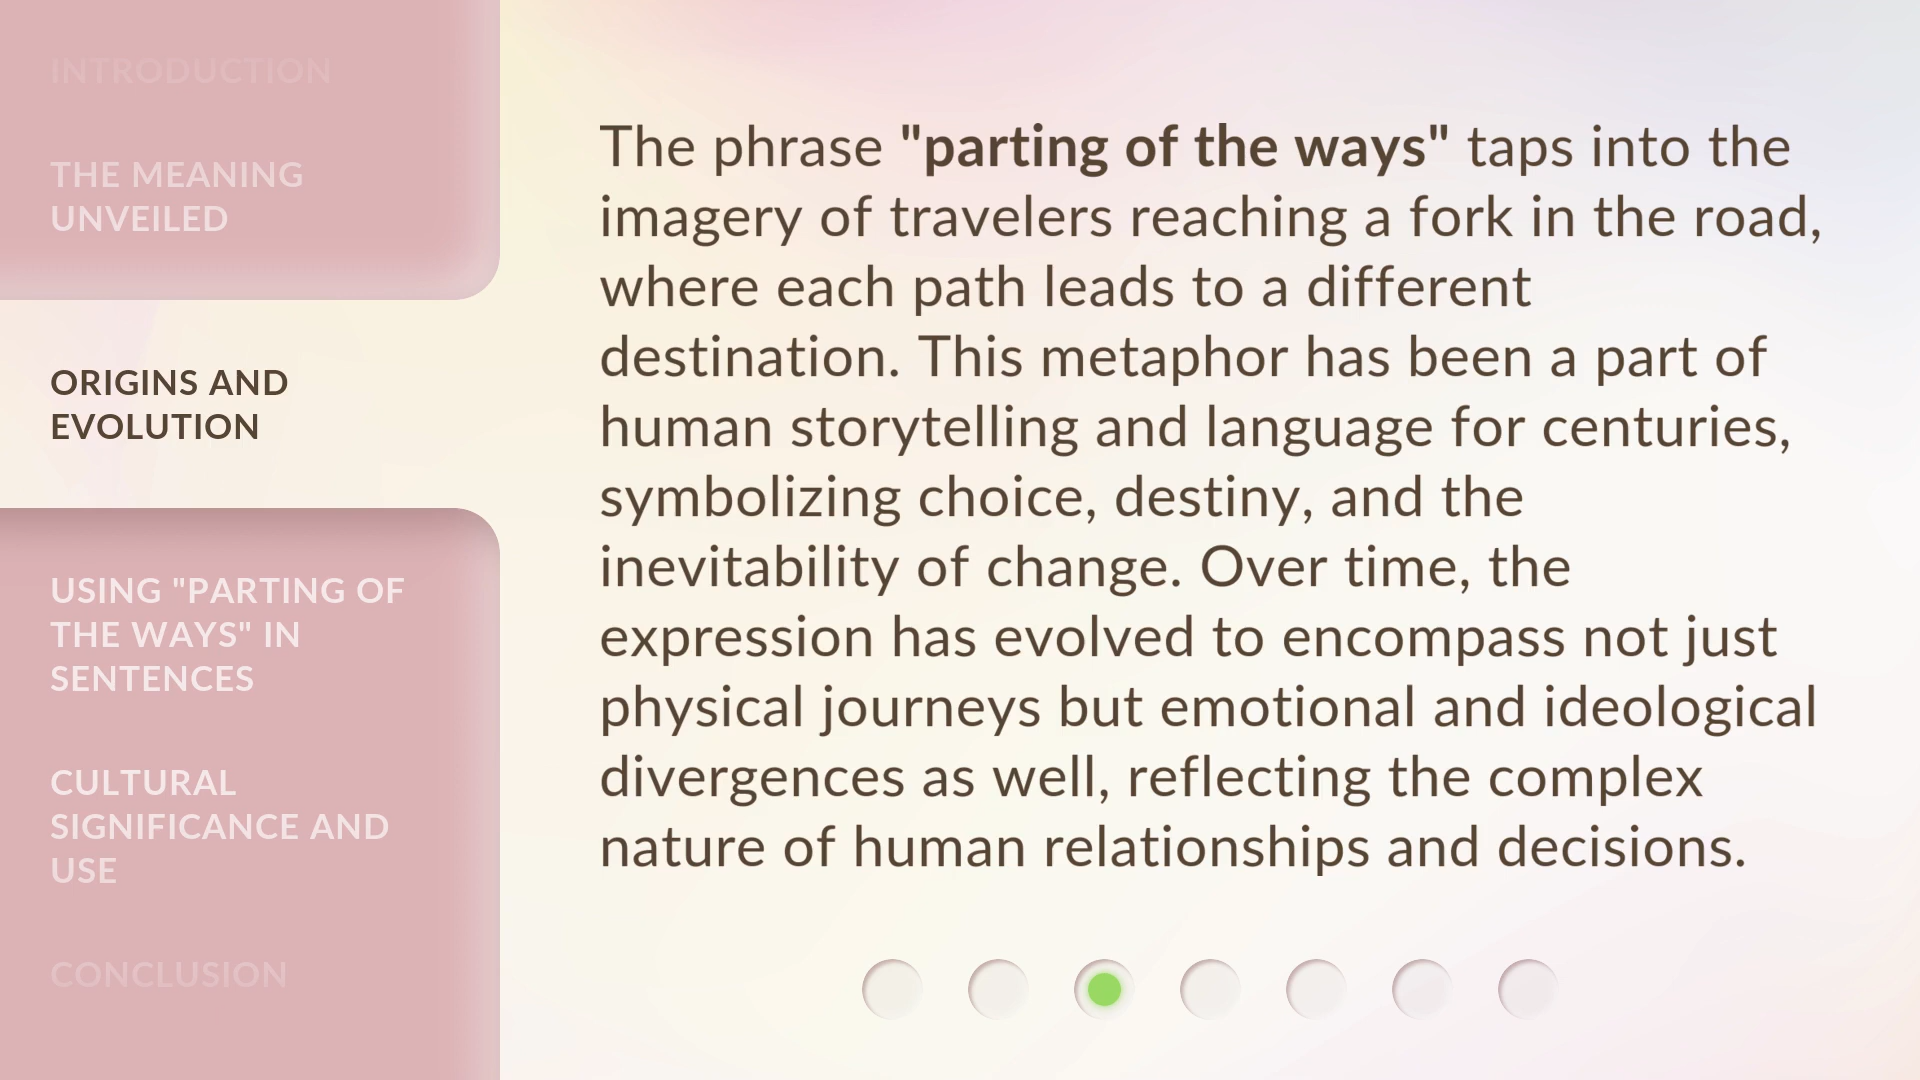 INTRODUCTION
THE MEANING
UNVEILED
ORIGINS AND
EVOLUTION
USING "PARTING OF
THE WAYS" IN
SENTENCES
CULTURAL
SIGNIFICANCE AND
USE
CONCLUSION
The phrase "parting of the ways" taps into the
imagery of travelers reaching a fork in the road,
where each path leads to a different
destination. This metaphor has been a part of
human storytelling and language for centuries,
symbolizing choice, destiny, and the
inevitability of change. Over time, the
expression has evolved to encompass not just
physical journeys but emotional and ideological
divergences as well, reflecting the complex
nature of human relationships and decisions.